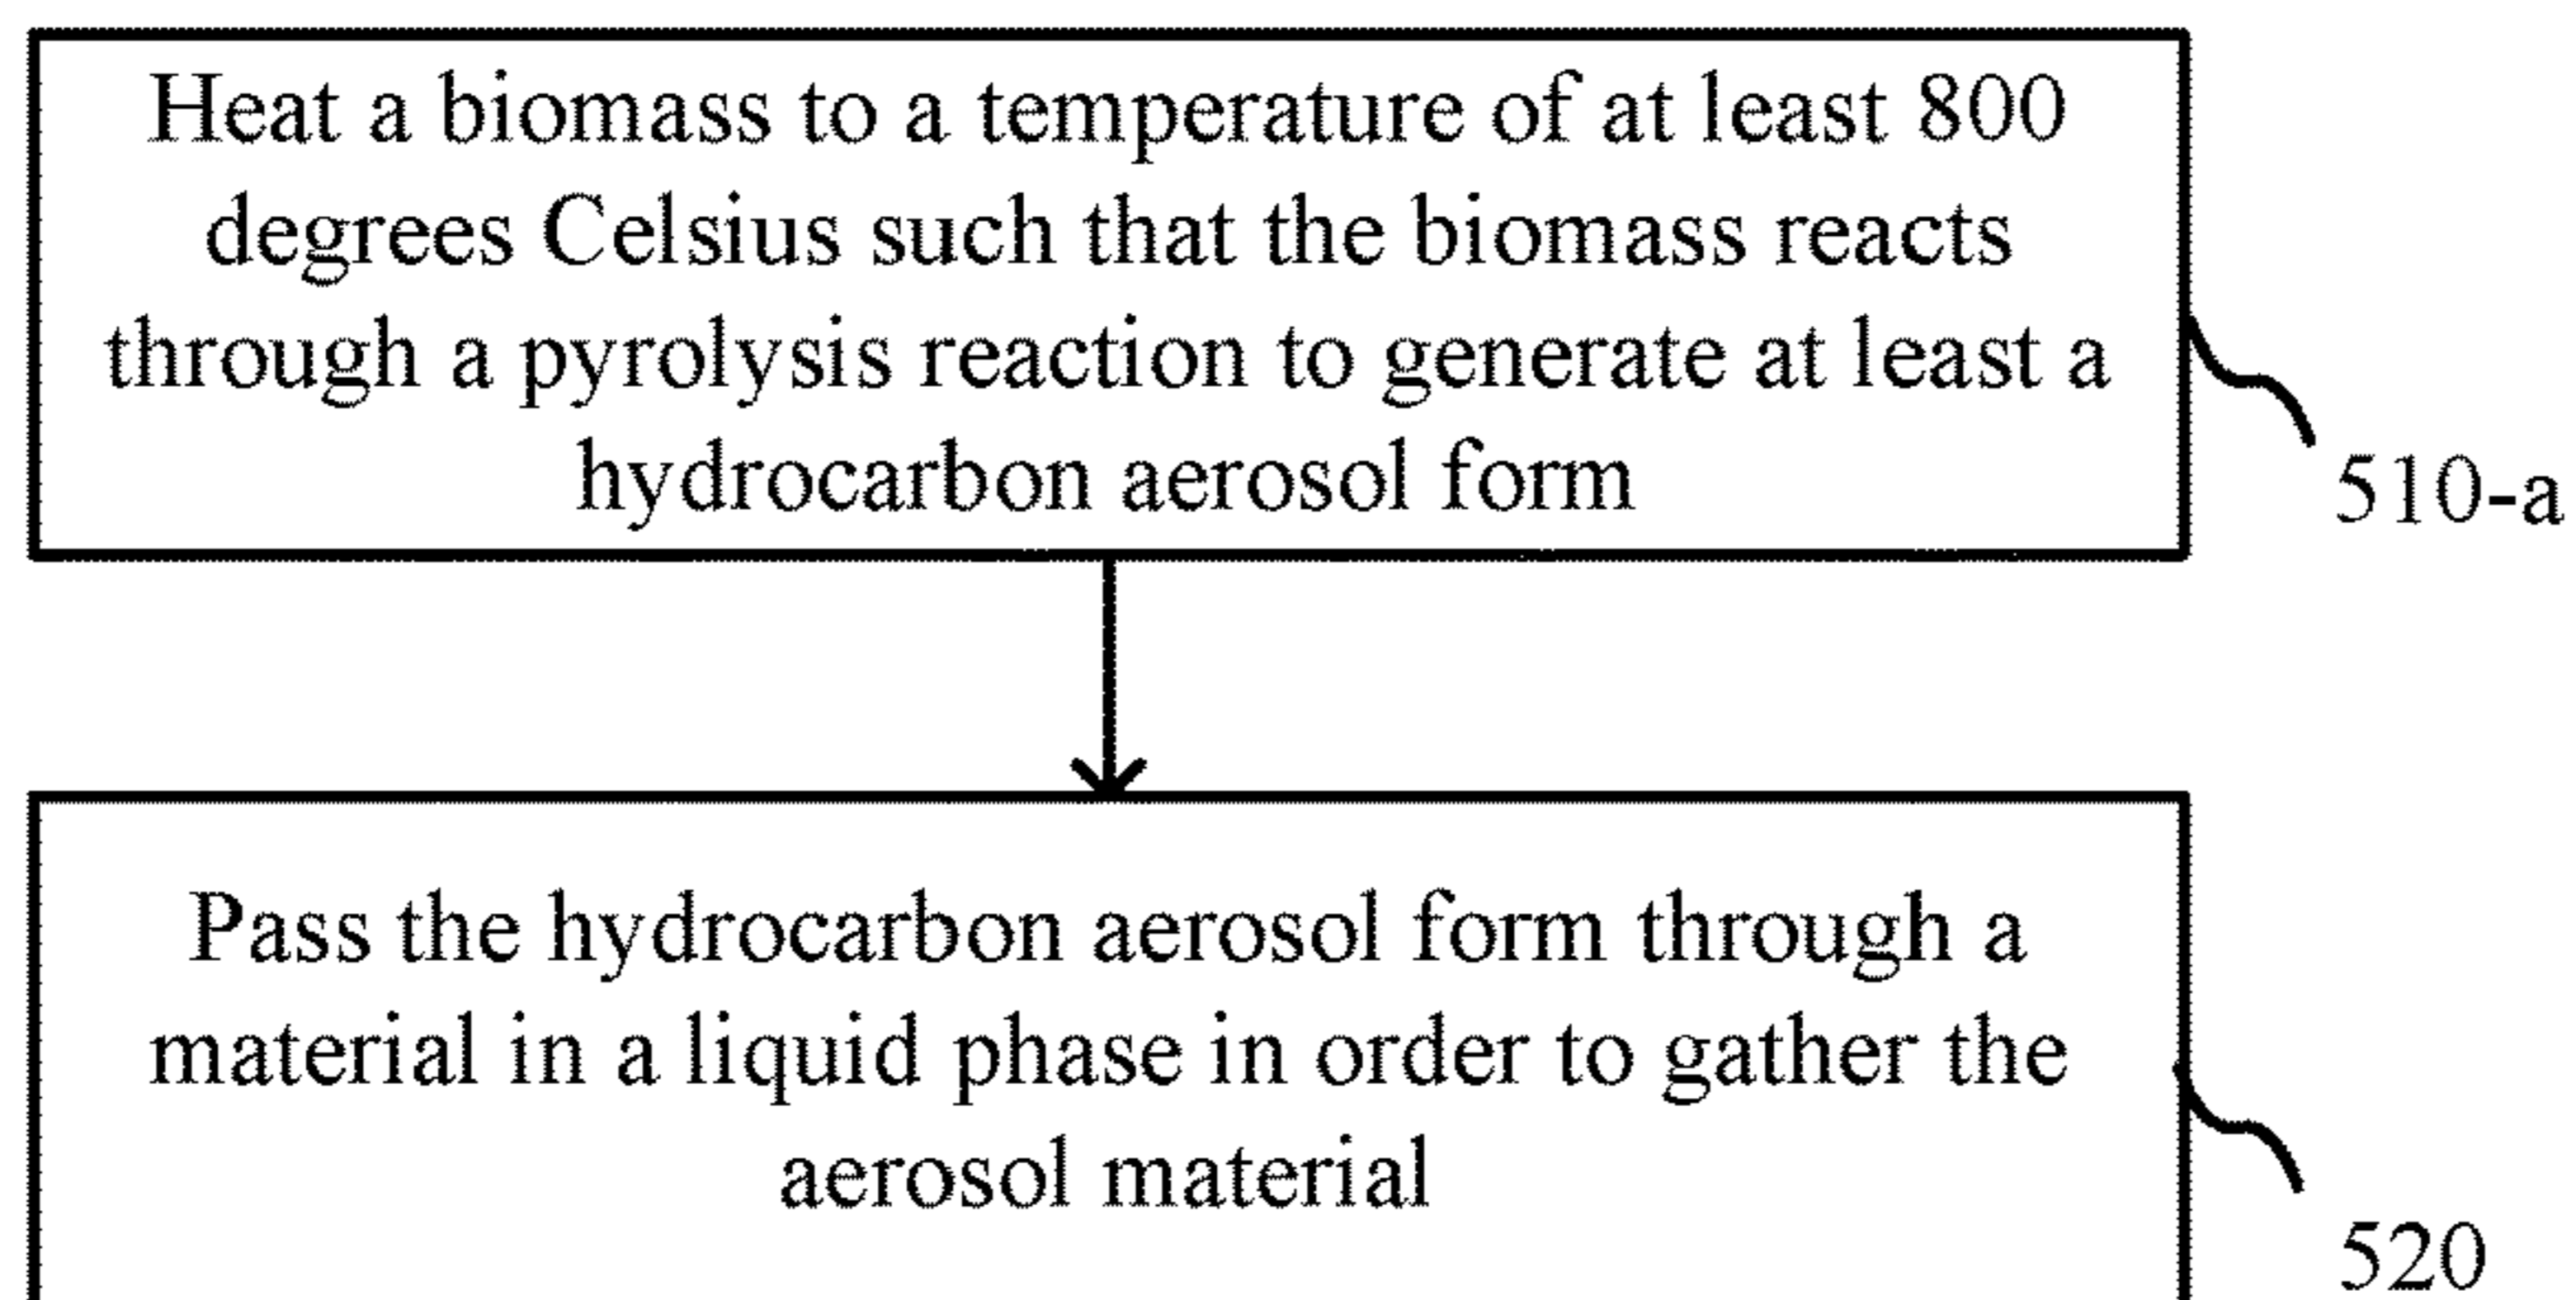 Heat a biomass to a temperature of at least 800
degrees Celsius such that the biomass reacts
through a pyrolysis reaction to generate at least a
hydrocarbon aerosol form
510-a
Pass the hydrocarbon aerosol form through a
material in a liquid phase in order to gather the
aerosol material
520